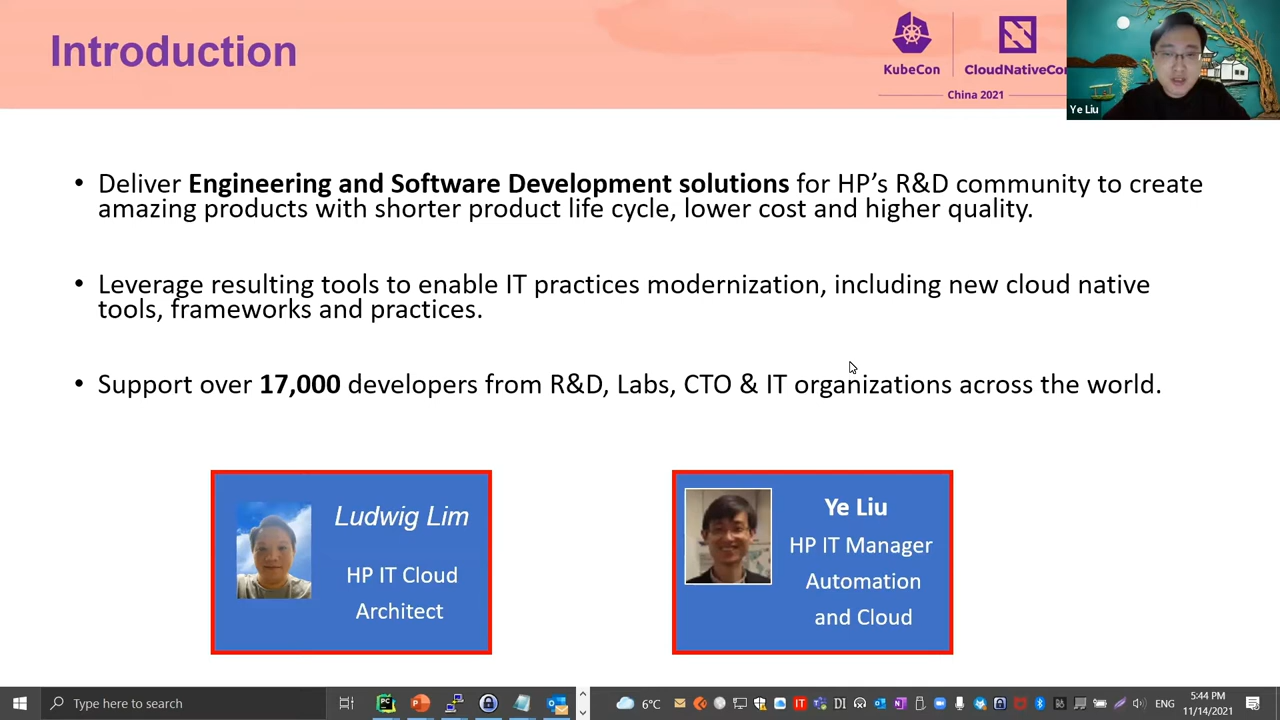 Introduction
KubeCon
CloudNativeCon
China 2021
Ye Liu
• Deliver Engineering and Software Development solutions for HP's R&D community to create
amazing products with shorter product life cycle, lower cost and higher quality.
• Leverage resulting tools to enable IT practices modernization, including new cloud native
tools, frameworks and practices.
• Support over 17,000 developers from R&D, Labs, CTO & IT organizations across the world.
Ludwig Lim
HP IT Cloud
Architect
Ye Liu
HP IT Manager
Automation
and Cloud
Type here to search
6°C
IT
DI
ENG
5:44 PM
11/14/2021